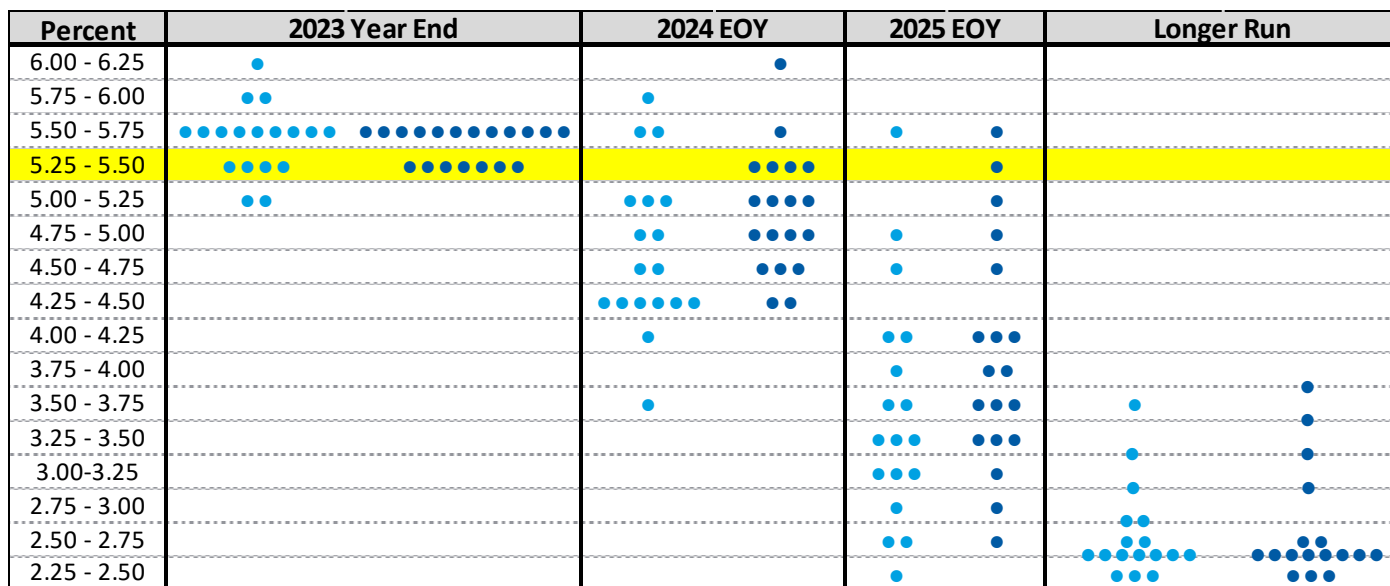 Percent 2023 Year End 2024 EOY 2025 EOY Longer Run
6.00 - 6.25
5.75 - 6.00
5.50 - 5.75
5.25 - 5.50
5.00 - 5.25
4.75 - 5.00
4.50 - 4.75
4.25 - 4.50
4.00 - 4.25
3.75 - 4.00
3.50 - 3.75
3.25 - 3.50
3.00-3.25
2.75 - 3.00
2.50 - 2.75
2.25 - 2.50